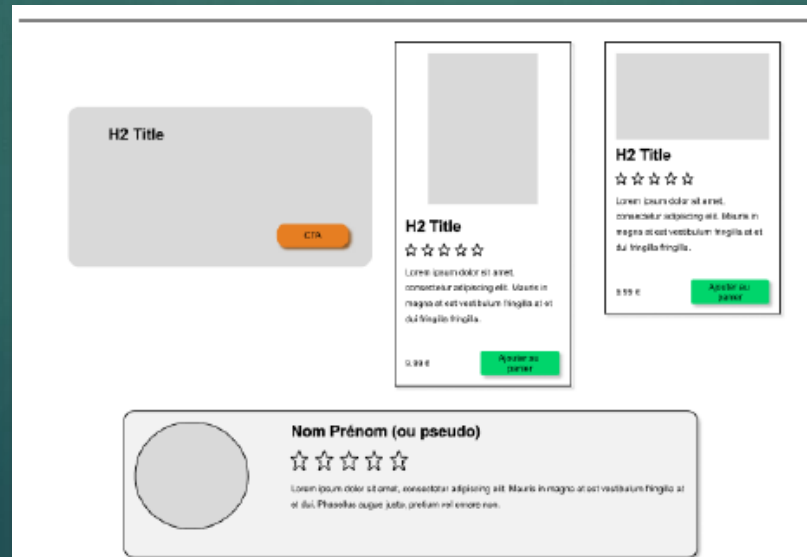 H2 Title
CTA
H2 Title
Lorem ipsum dolor sit amet,
consectetur adipiscing elit. Mauris in
magna at est vestibulum fringilla at et
dui fringilla fringilla.
9.99 €
Ajouter au
panier
H2 Title
Lorem ipsum dolor sit amet,
consectetur adipiscing elit. Mauris in
magna at est vestibulum fringilla at et
dui fringilla fringilla.
9.99 €
Ajouter au
panier
Nom Prénom (ou pseudo)
Lorem ipsum dolor sit amet, consectetur adipiscing elit. Mauris in magna at est vestibulum fringilla at
et dui. Phasellus augue justo, pretium vel ornare non.